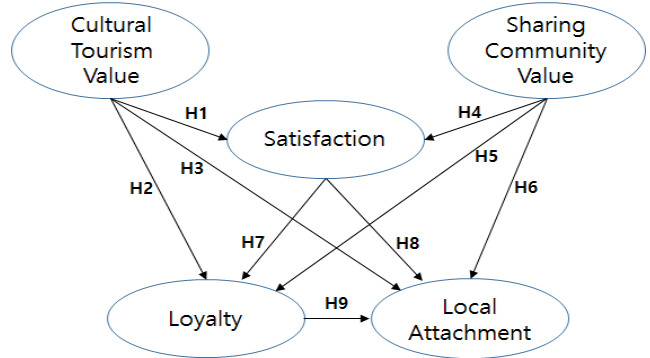 Cultural
Tourism
Value
Sharing
Community
Value
H1
H4
Satisfaction
H3
H5
H2
H6
H7
H8
Loyalty
H9
Local
Attachment